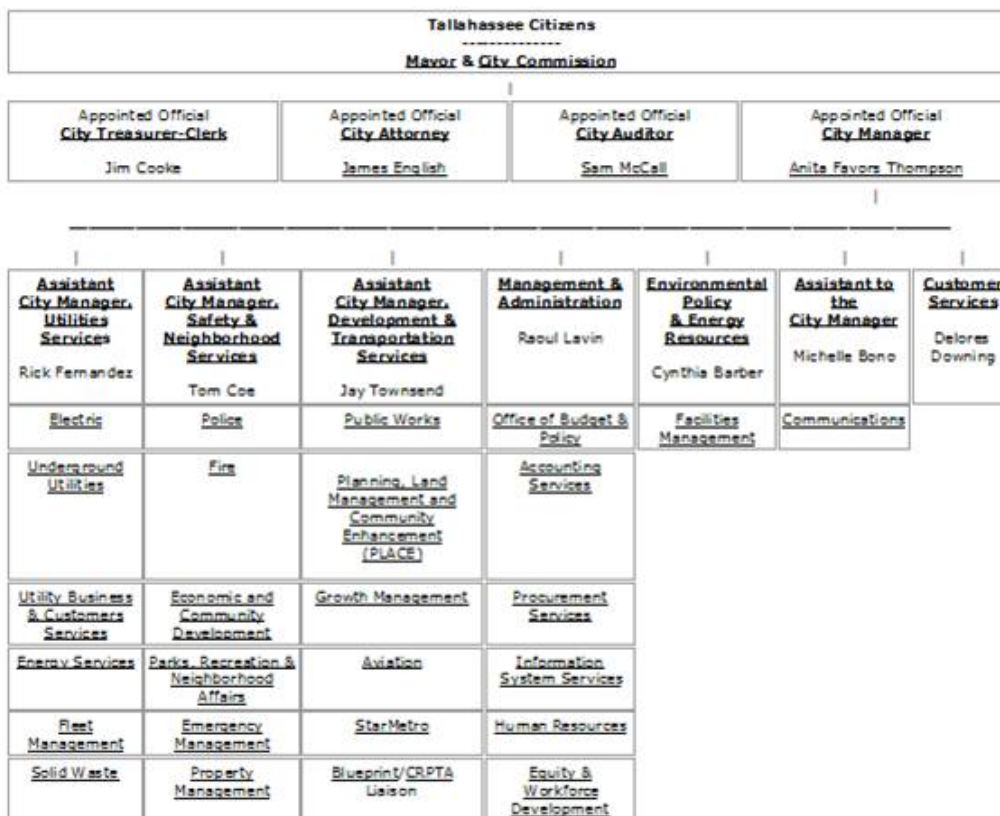 Tallahassee Citizens
--------------
Mayor & City Commission
Appointed Official
City Treasurer-Clerk
Jim Cooke
Appointed Official
City Attorney
James English
Appointed Official
City Auditor
Sam McCall
Appointed Official
City Manager
Anita Favors Thompson
Assistant
City Manager,
Utilities
Services
Rick Fernandez
Assistant
City Manager,
Safety &
Neighborhood
Services
Tom Coe
Assistant
City Manager,
Development &
Transportation
Services
Jay Townsend
Management &
Administration
Raoul Lavin
Environmental
Policy
& Energy
Resources
Cynthia Barber
Assistant to
the
City Manager
Michelle Bono
Customer
Services
Delores
Downing
Electric
Police
Public Works
Office of Budget &
Policy
Facilities
Management
Communications
Underground
Utilities
Fire
Planning, Land
Management and
Community
Enhancement
(PLACE)
Accounting
Services
Utility Business
& Customers
Services
Economic and
Community
Development
Growth Management
Procurement
Services
Energy Services
Parks, Recreation &
Neighborhood
Affairs
Aviation
Information
System Services
Fleet
Management
Emergency
Management
StarMetro
Human Resources
Solid Waste
Property
Management
Blueprint/CRPTA
Liaison
Equity &
Workforce
Development